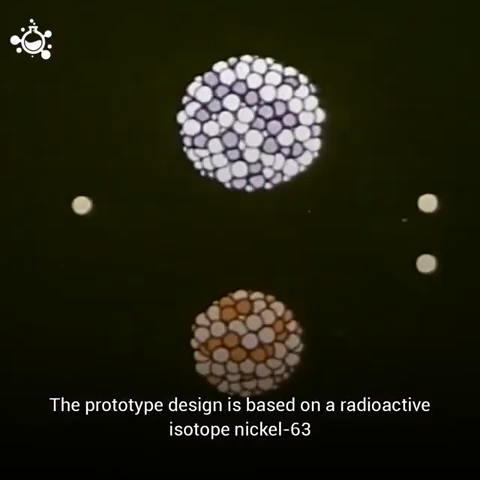 The prototype design is based on a radioactive
isotope nickel-63